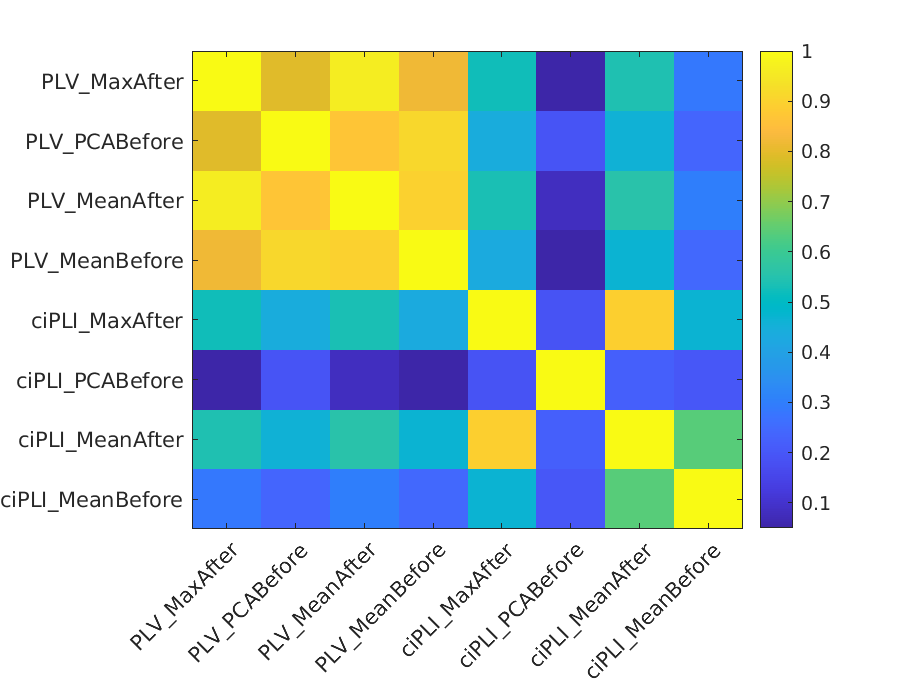 PLV_MaxAfter
PLV_PCABefore
PLV_MeanAfter
PLV_MeanBefore
ciPLI_MaxAfter
ciPLI_PCABefore
ciPLI_MeanAfter
ciPLI_MeanBefore
PLV_MaxAfter
PLV_PCABefore
PLV_MeanAfter
PLV_MeanBefore
ciPLI_MaxAfter
ciPLI_PCABefore
ciPLI_MeanAfter
ciPLI_MeanBefore
1
0.9
0.8
0.7
0.6
0.5
0.4
0.3
0.2
0.1